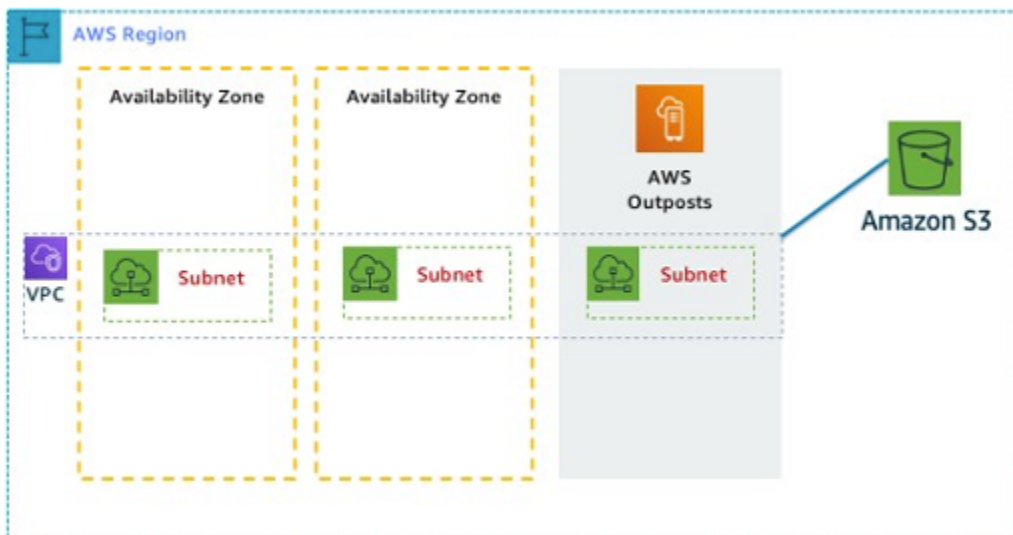 AWS Region
Availability Zone
Availability Zone
AWS
Outposts
Amazon S3
VPC
Subnet
Subnet
Subnet